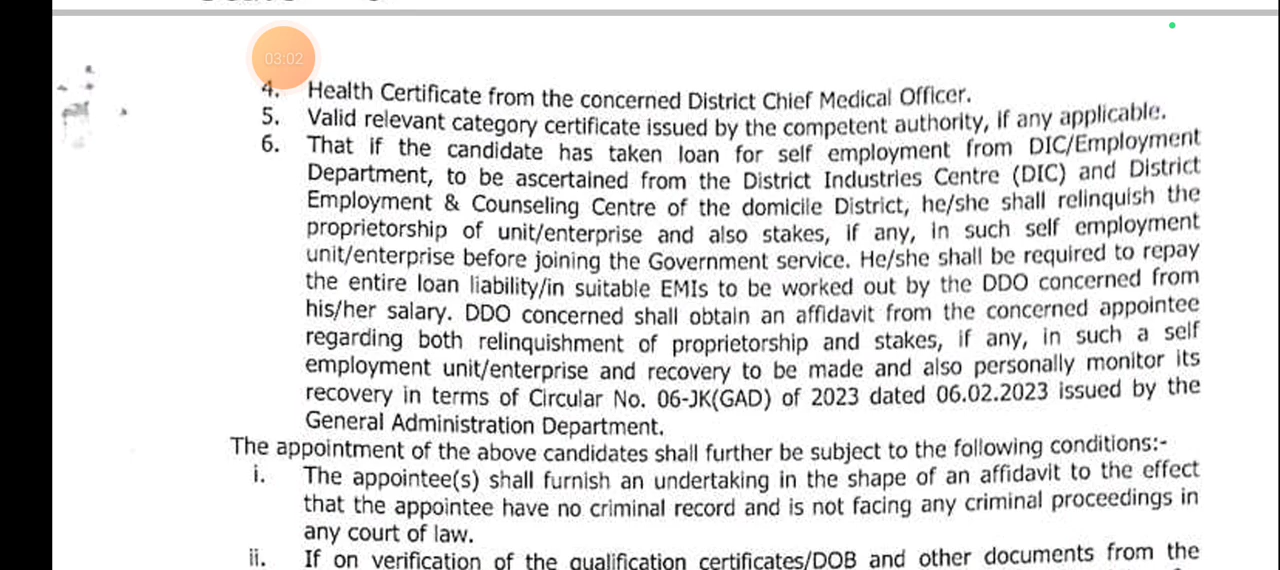 03:02
4. Health Certificate from the concerned District Chief Medical Officer.
5. Valid relevant category certificate issued by the competent authority, if any applicable.
6. That if the candidate has taken loan for self employment from DIC/Employment
Department, to be ascertained from the District Industries Centre (DIC) and District
Employment & Counseling Centre of the domicile District, he/she shall relinquish the
proprietorship of unit/enterprise and also stakes, if any, in such self employment
unit/enterprise before joining the Government service. He/she shall be required to repay
the entire loan liability/in suitable EMIs to be worked out by the DDO concerned from
his/her salary. DDO concerned shall obtain an affidavit from the concerned appointee
regarding both relinquishment of proprietorship and stakes, if any, in such a self
employment unit/enterprise and recovery to be made and also personally monitor its
recovery in terms of Circular No. 06-JK(GAD) of 2023 dated 06.02.2023 issued by the
General Administration Department.
The appointment of the above candidates shall further be subject to the following conditions:-
i. The appointee(s) shall furnish an undertaking in the shape of an affidavit to the effect
that the appointee have no criminal record and is not facing any criminal proceedings in
any court of law.
ii. If on verification of the qualification certificates/DOB and other documents from the